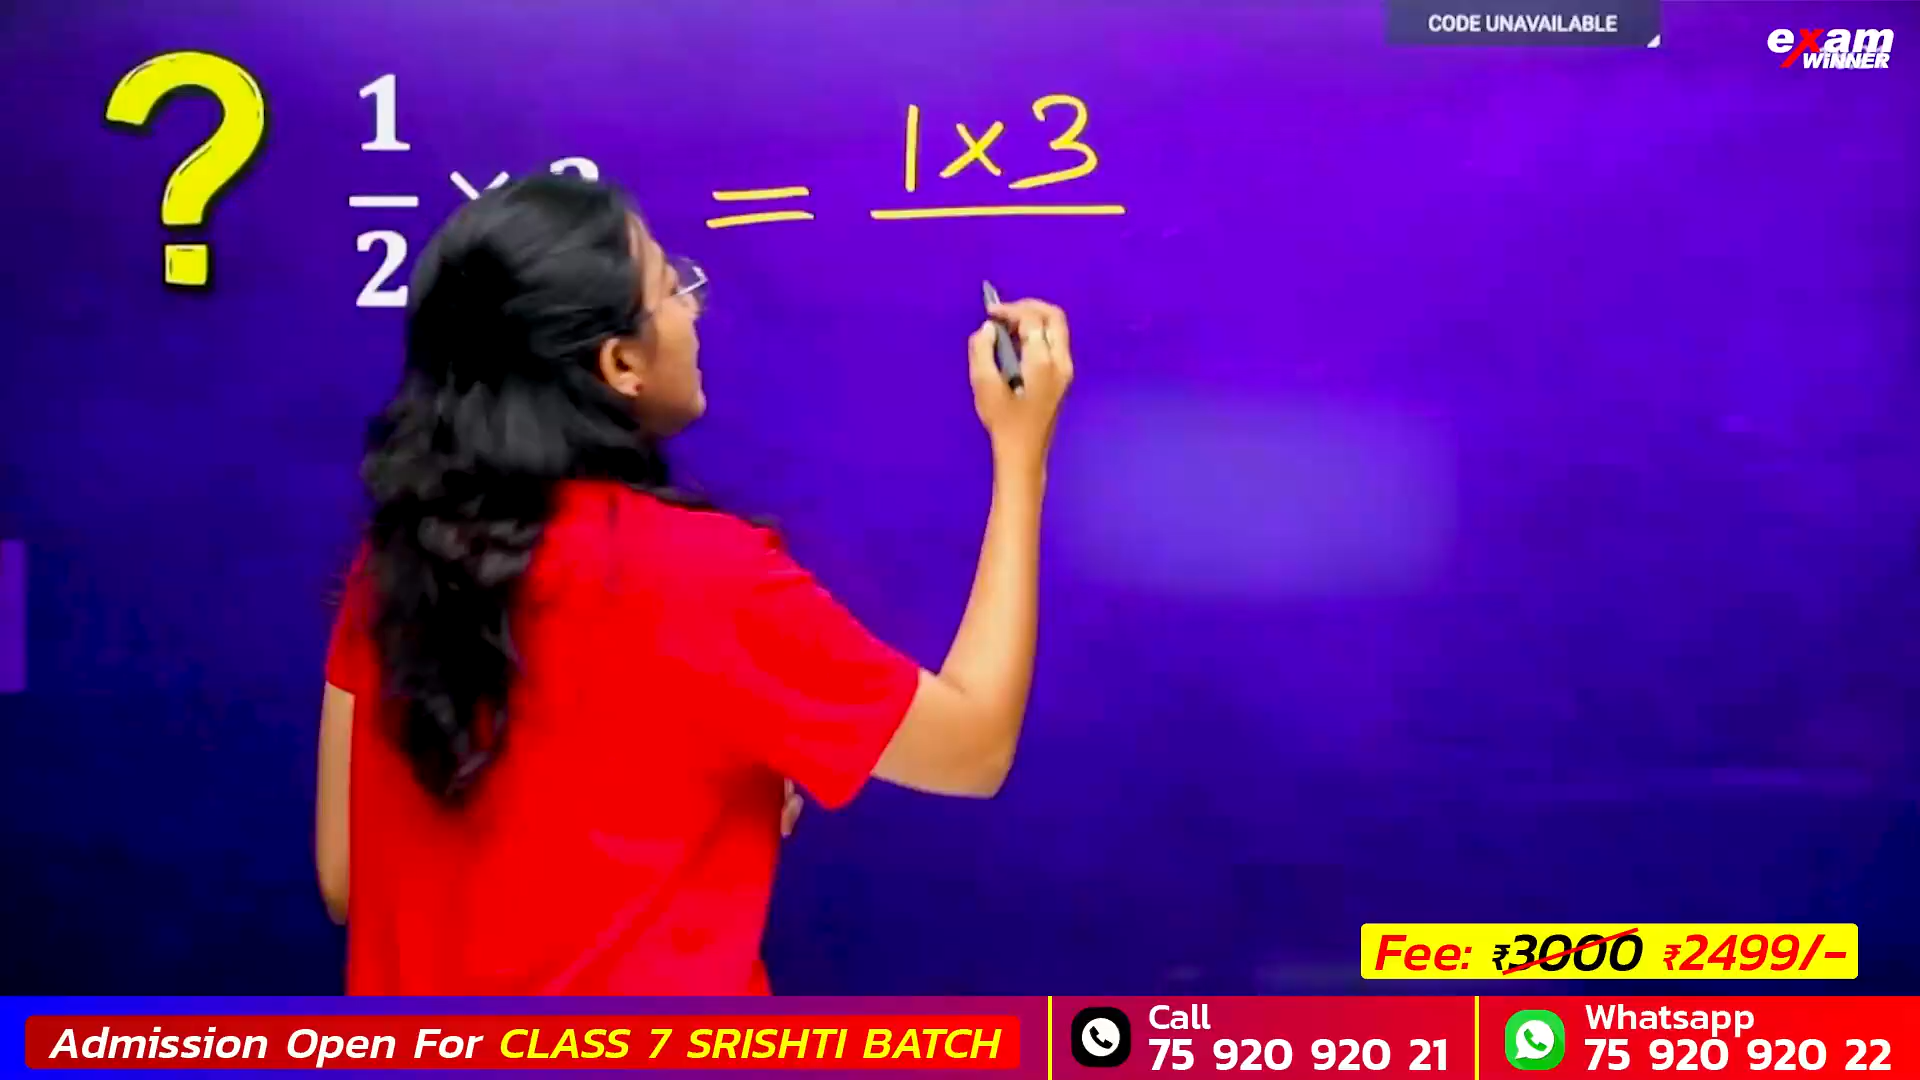 CODE UNAVAILABLE
exam
WINNER
1
2
=
1 x 3
Fee: ₹3000 ₹2499/-
Admission Open For CLASS 7 SRISHTI BATCH
Call
75 920 920 21
Whatsapp
75 920 920 22